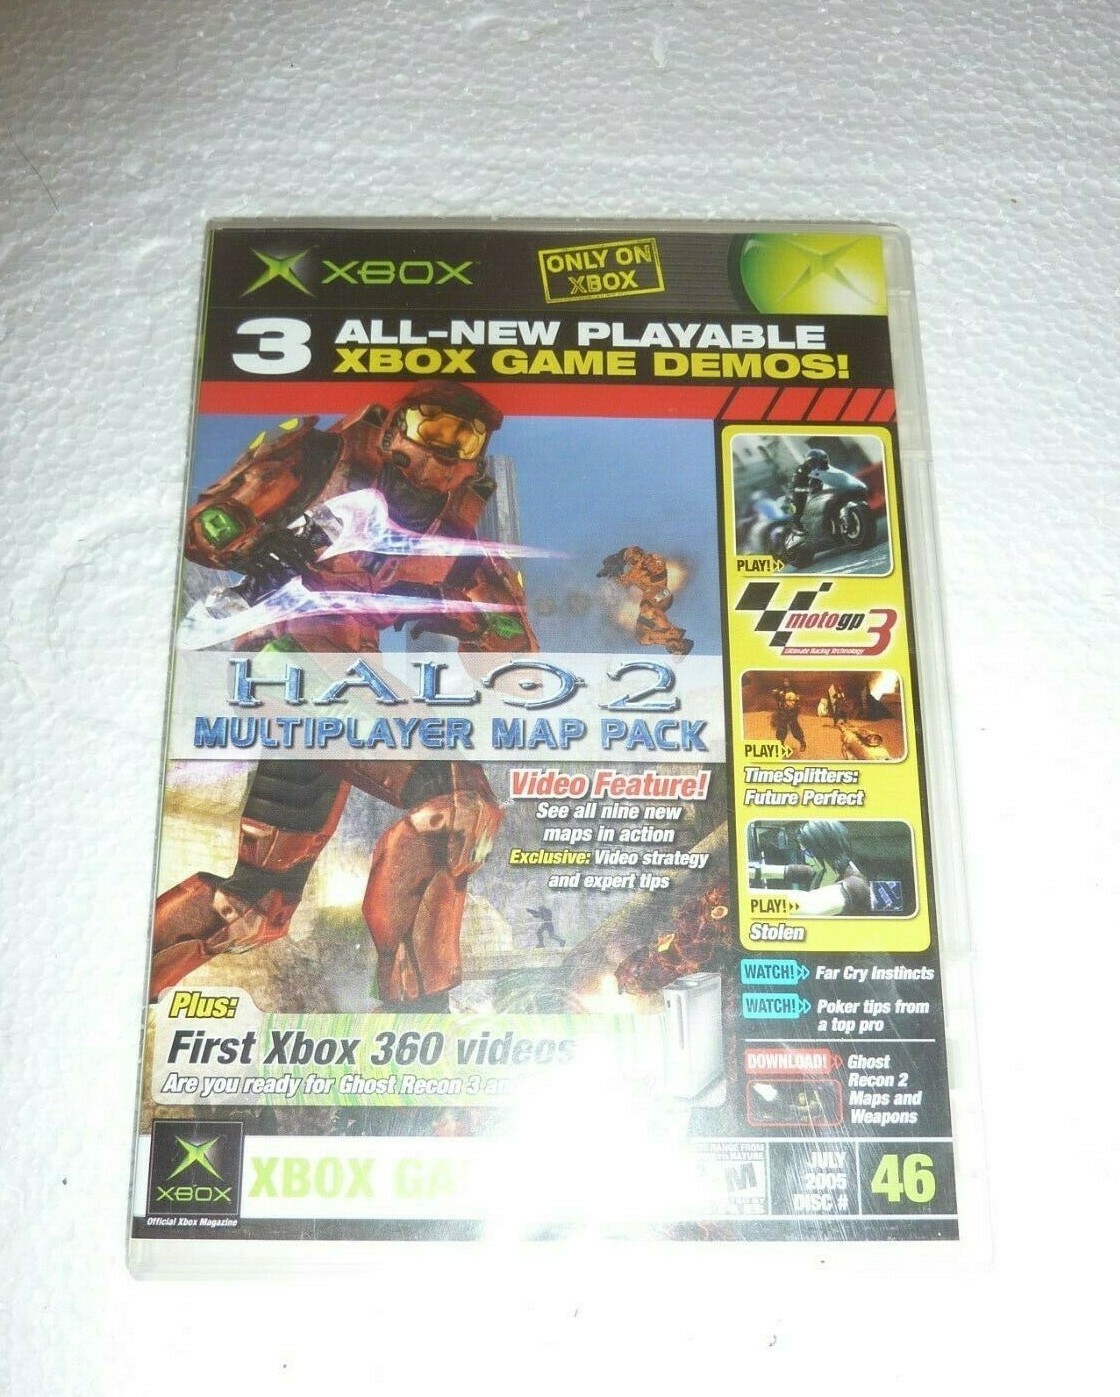 XBOX™
ONLY ON
XBOX
3 ALL-NEW PLAYABLE
XBOX GAME DEMOS!
HALO 2
MULTIPLAYER MAP PACK
Video Feature!
See all nine new
maps in action
Exclusive: Video strategy
and expert tips
PLAY!
motogp 3
Ultimate Racing Technology
PLAY!
TimeSplitters:
Future Perfect
PLAY!
Stolen
WATCH! Far Cry Instincts
WATCH! Poker tips from
a top pro
DOWNLOAD! Ghost
Recon 2
Maps and
Weapons
Plus:
First Xbox 360 videos
Are you ready for Ghost Recon 3
XBOX
Official Xbox Magazine
XBOX
M
JULY
2005
DISC #
46